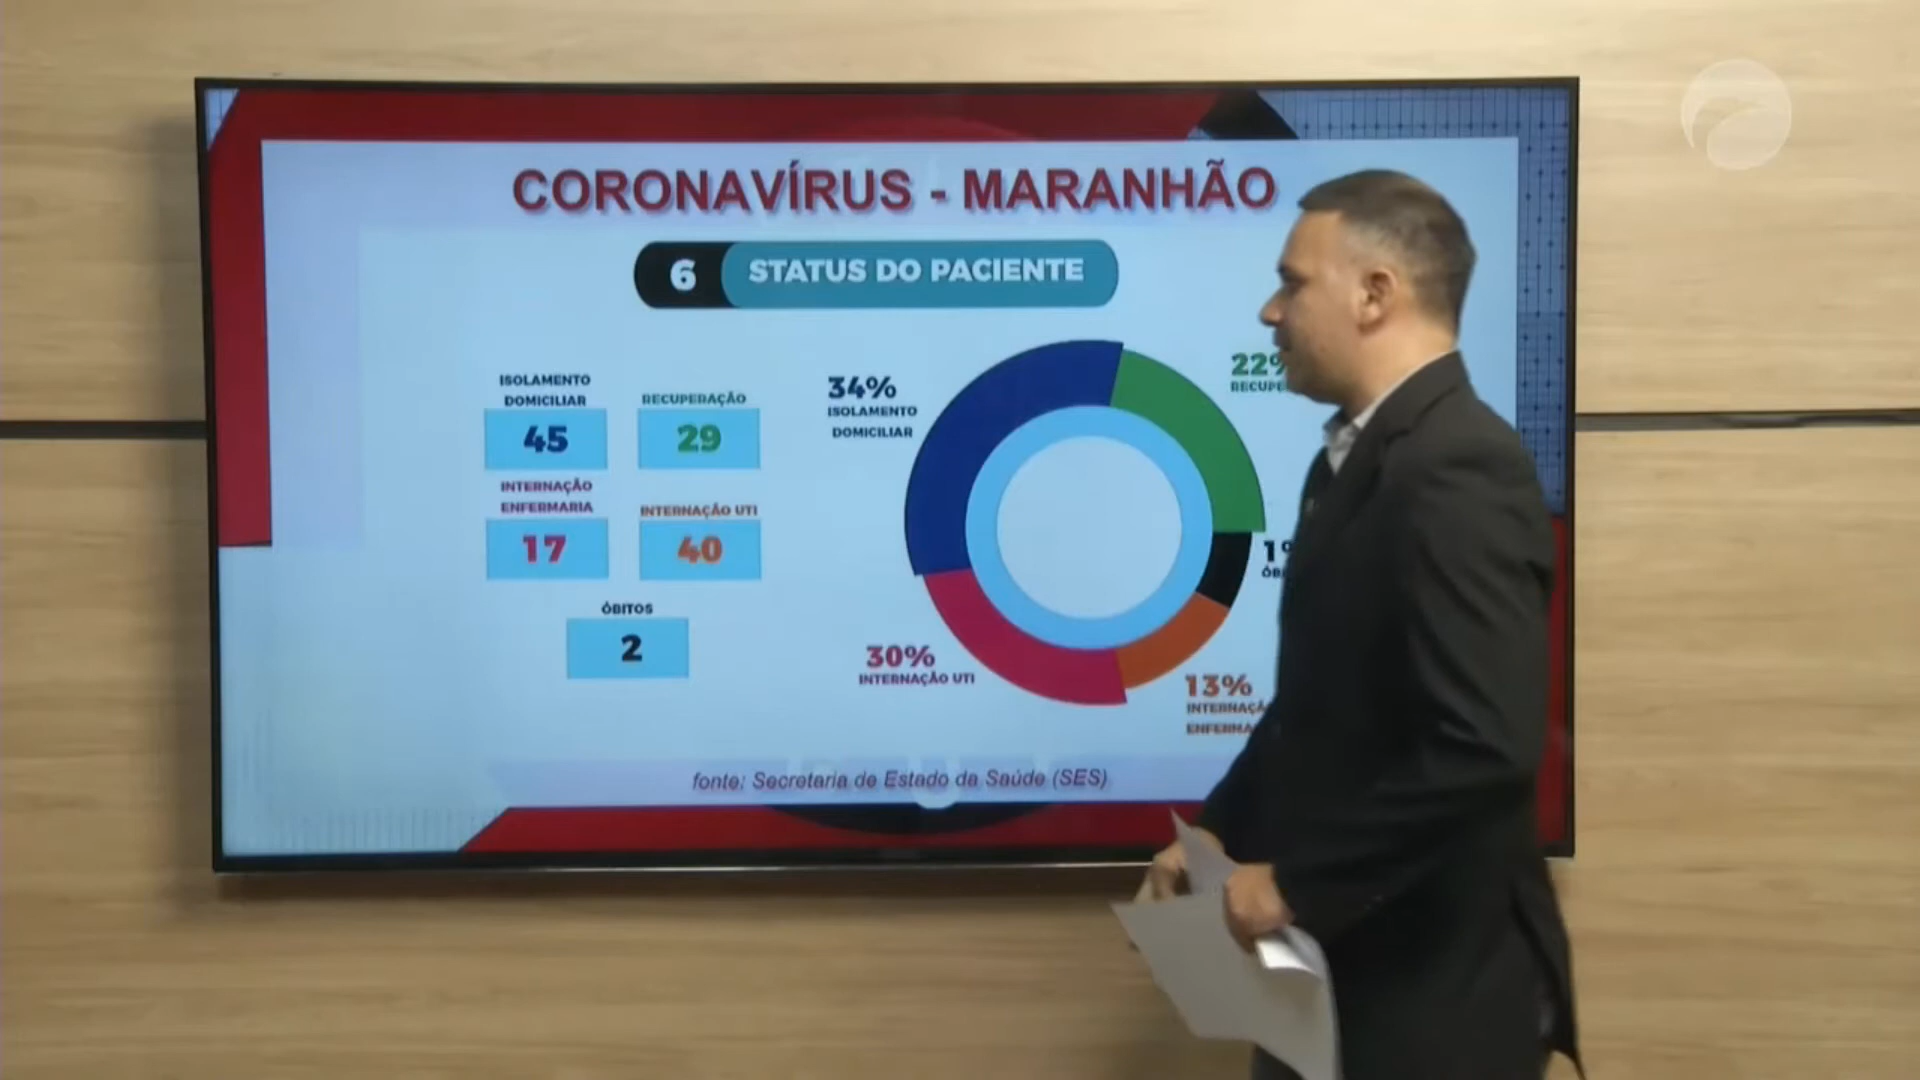 CORONAVÍRUS - MARANHÃO
6 STATUS DO PACIENTE
ISOLAMENTO
DOMICILIAR
45
RECUPERAÇÃO
29
INTERNAÇÃO
ENFERMARIA
17
INTERNAÇÃO UTI
40
ÓBITOS
2
34%
ISOLAMENTO
DOMICILIAR
22%
30%
INTERNAÇÃO UTI
13%
fonte: Secretaria de Estado da Saúde (SES)